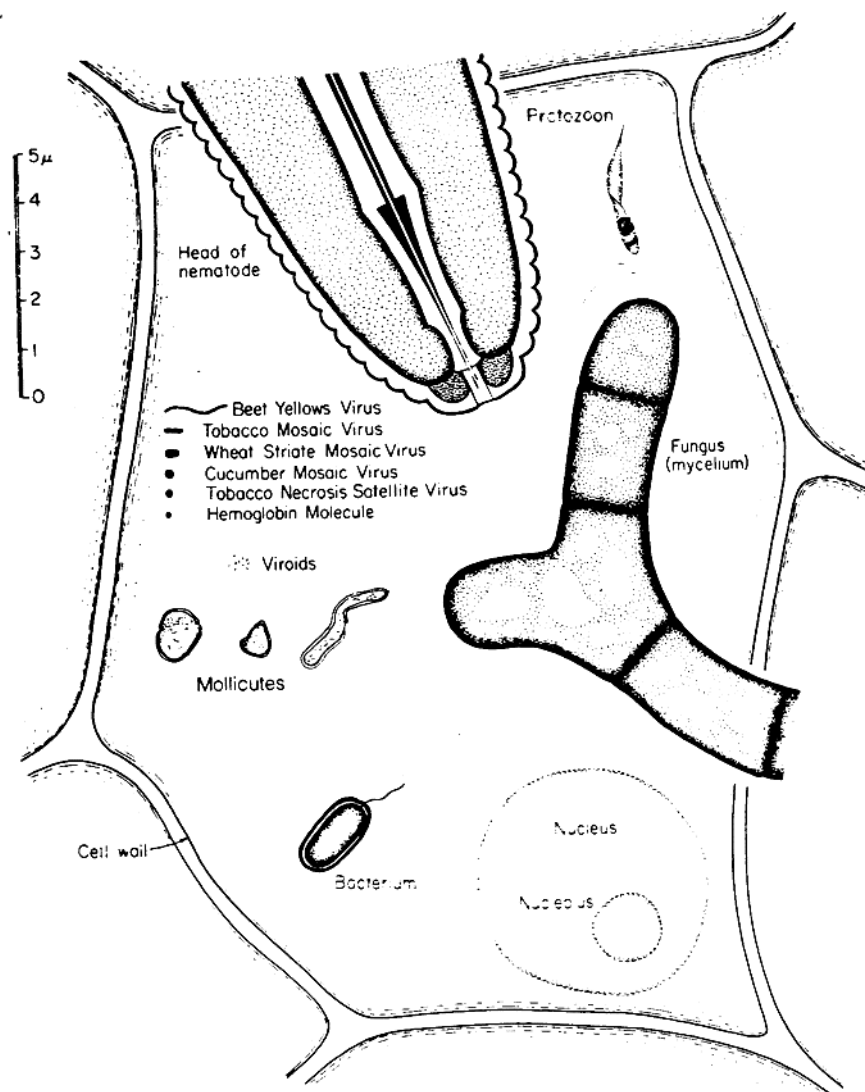 Protozoon
5μ
4
3
2
1
0
Head of
nematode
Beet Yellows Virus
Tobacco Mosaic Virus
Wheat Striate Mosaic Virus
Cucumber Mosaic Virus
Tobacco Necrosis Satellite Virus
Hemoglobin Molecule
Fungus
(mycelium)
Viroids
Mollicutes
Cell wall
Bacterium
Nucleus
Nucleolus